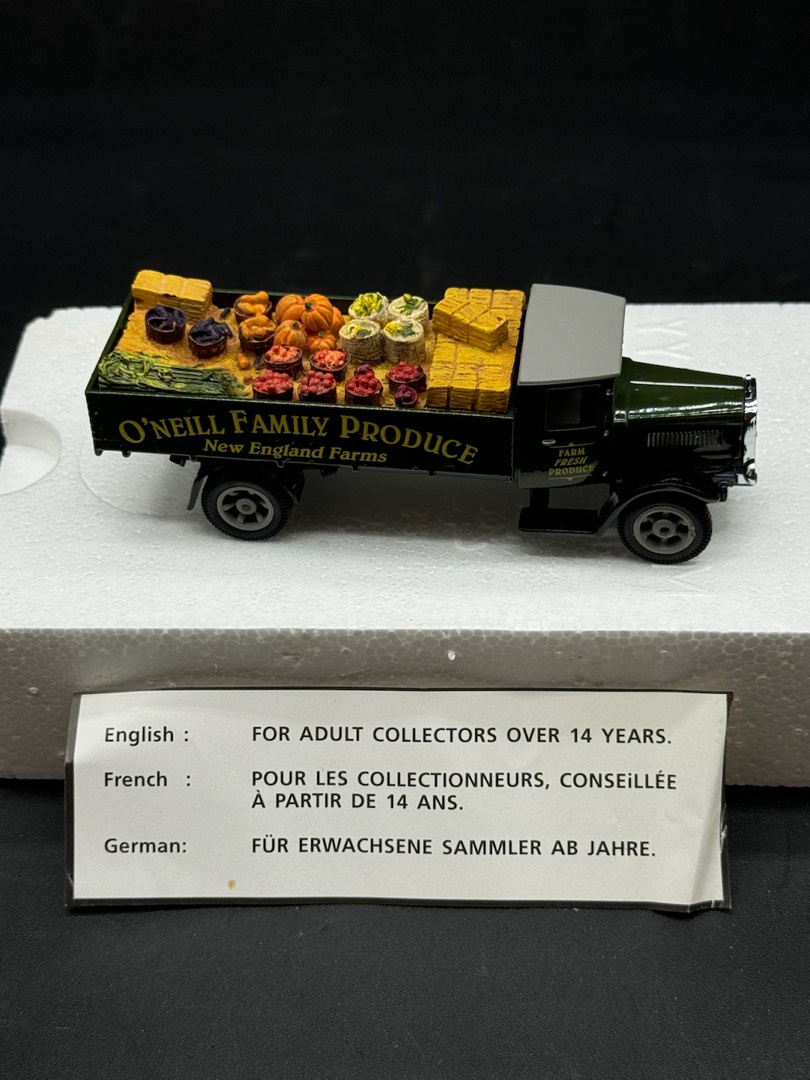 O'NEILL FAMILY PRODUCE
New England Farms
FARM
FRESH
PRODUCE
English : FOR ADULT COLLECTORS OVER 14 YEARS.
French : POUR LES COLLECTIONNEURS, CONSEiLLÉE
À PARTIR DE 14 ANS.
German: FÜR ERWACHSENE SAMMLER AB JAHRE.